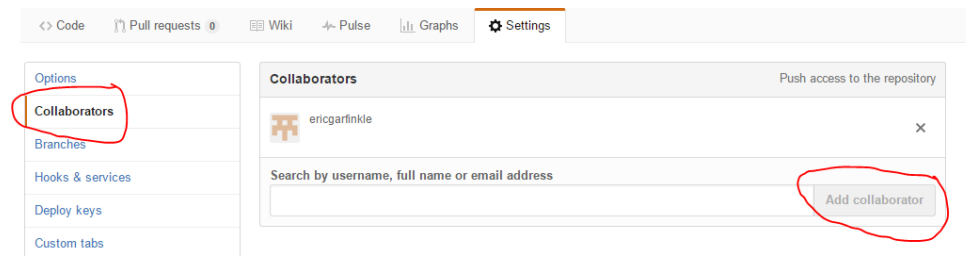 Code Pull requests 0 Wiki Pulse Graphs Settings
Options
Collaborators
Branches
Hooks & services
Deploy keys
Custom tabs
Collaborators Push access to the repository
ericgarfinkle
Search by username, full name or email address
Add collaborator